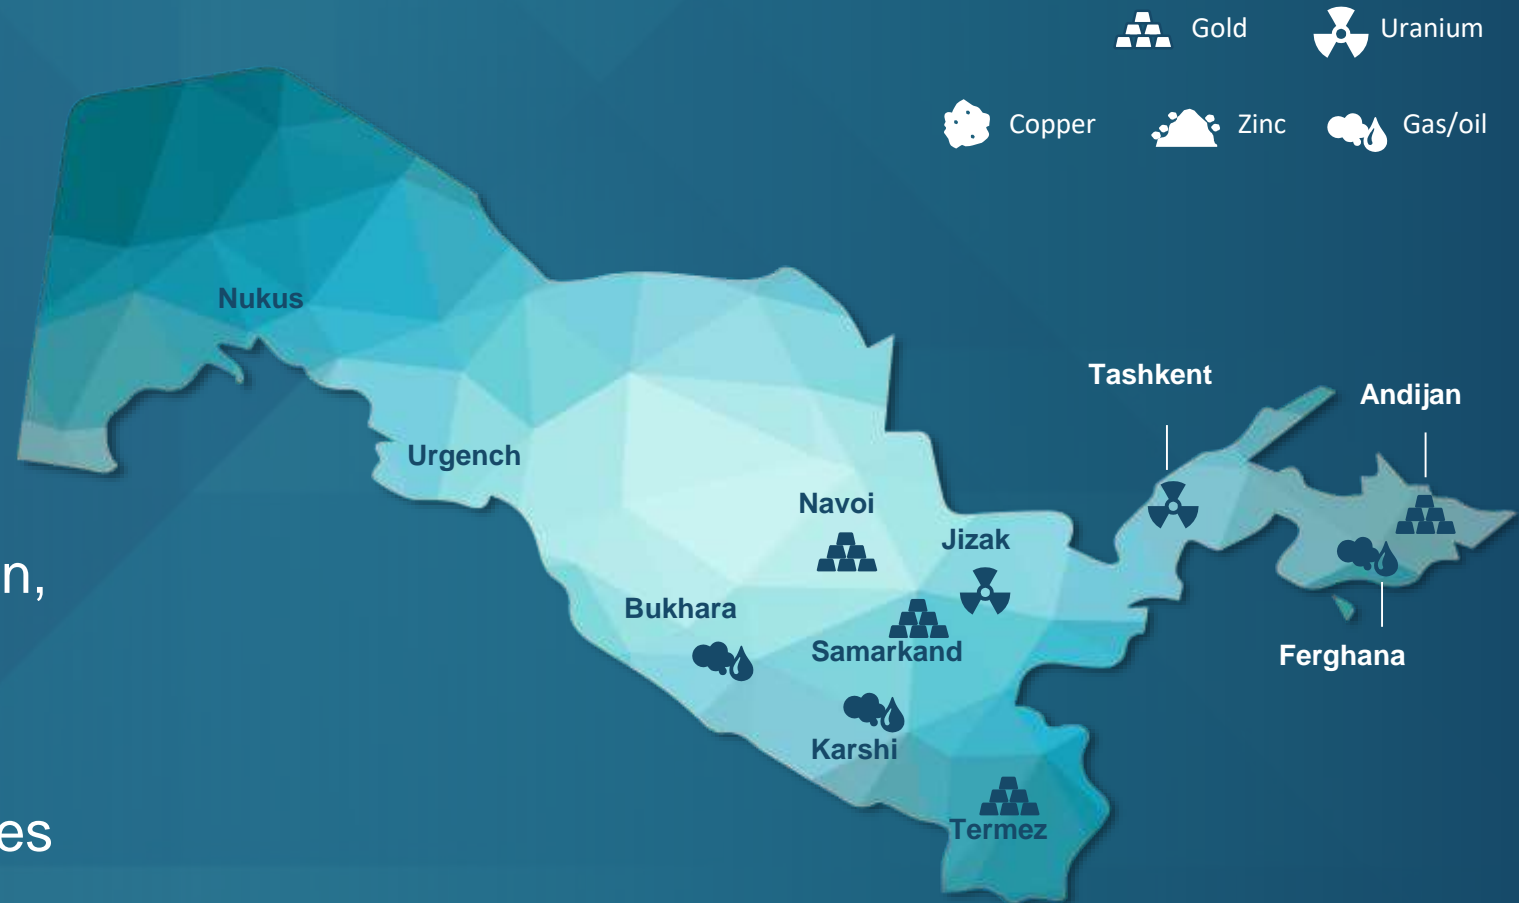 Gold
Uranium
Copper
Zinc
Gas/oil
Nukus
Tashkent
Andijan
Urgench
Navoi
Jizak
n,
Bukhara
Samarkand
Ferghana
Karshi
es
Termez